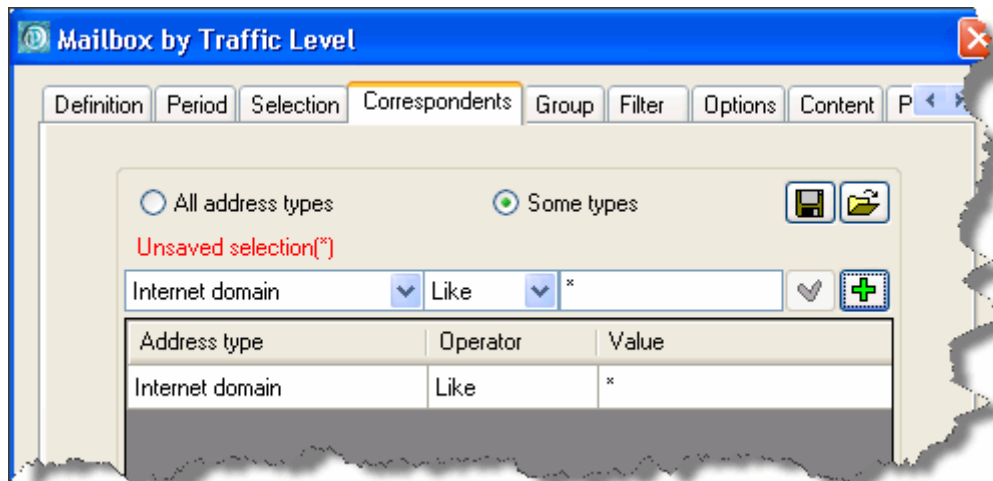 Mailbox by Traffic Level
Definition Period Selection Correspondents Group Filter Options Content P
All address types Some types
Unsaved selection(*)
Internet domain Like *
Address type Operator Value
Internet domain Like *